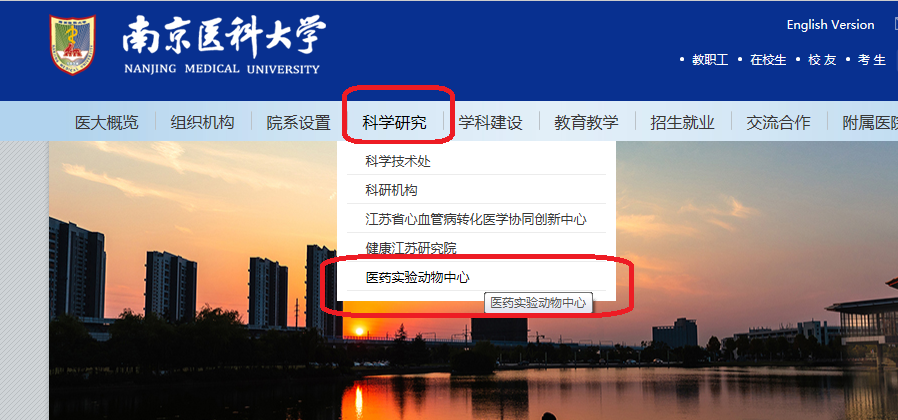 南京医科大学
NANJING MEDICAL UNIVERSITY
English Version
• 教职工 • 在校生 • 校友 • 考生
医大概览 组织机构 院系设置 科学研究 学科建设 教育教学 招生就业 交流合作 附属医院
科学技术处
科研机构
江苏省心血管病转化医学协同创新中心
健康江苏研究院
医药实验动物中心
医药实验动物中心